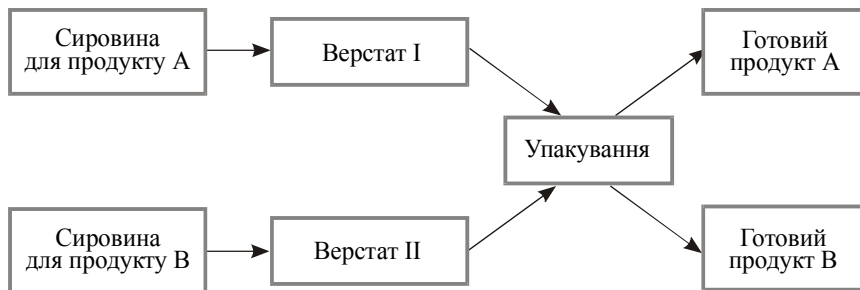 Сировина
для продукту А
Верстат I
Готовий
продукт А
Упакування
Сировина
для продукту В
Верстат II
Готовий
продукт В